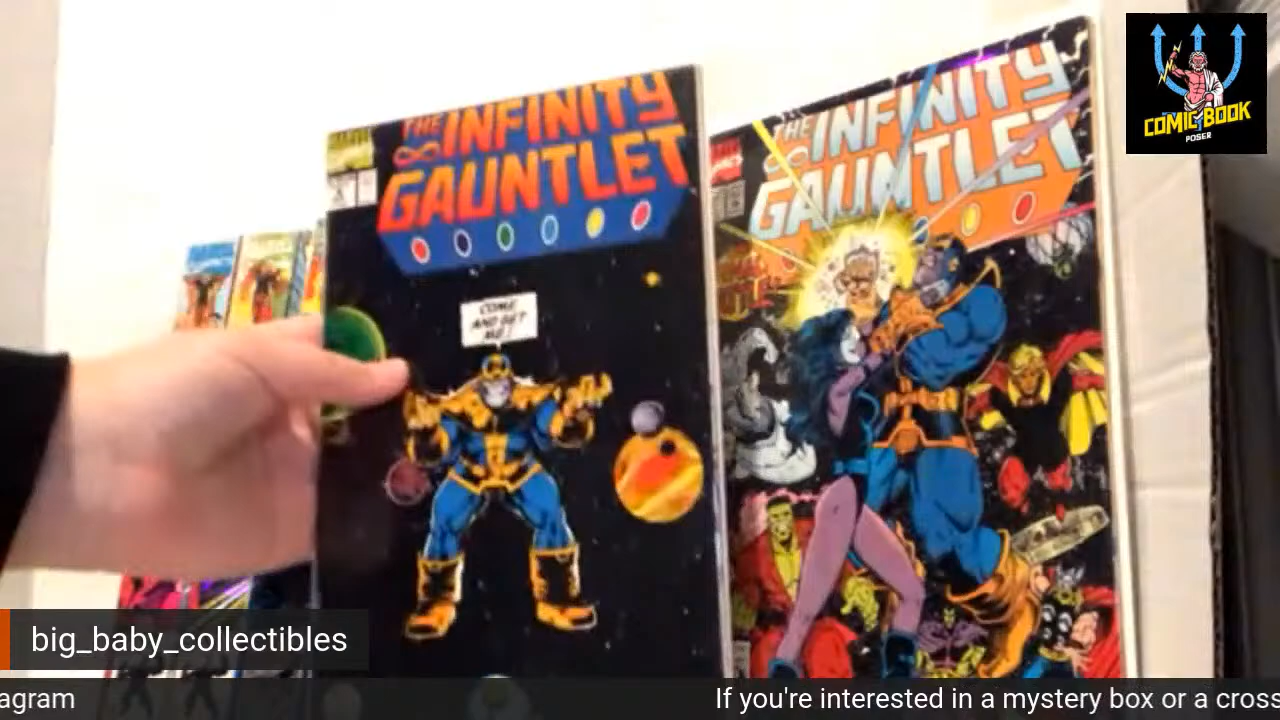 THE INFINITY
GAUNTLET
COME
AND GET
ME!
THE INFINITY
GAUNTLET
COMIC BOOK
POSER
big_baby_collectibles
agram
If you're interested in a mystery box or a cross